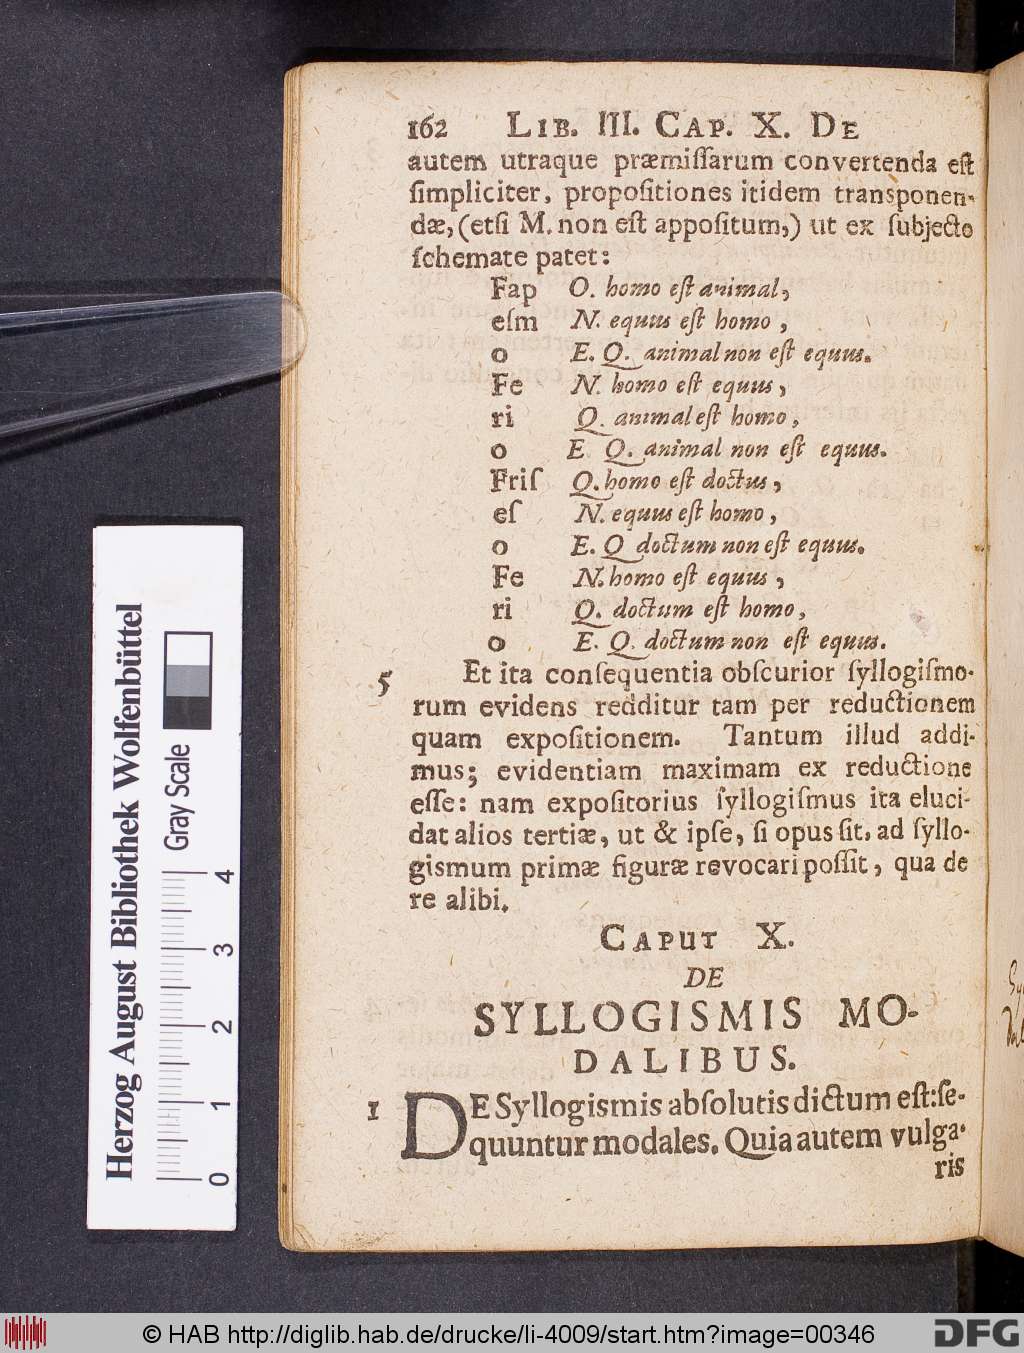 162 LIB. III. CAP. X. DE
autem utraque præmiſſarum convertenda eſt
ſimpliciter, propoſitiones itidem transponen-
dæ, (etſi M. non eſt appoſitum,) ut ex ſubjecto
ſchemate patet:
Fap O. homo eſt animal,
eſm N. equus eſt homo,
o E. Q. animal non eſt equus.
Fe N. homo eſt equus,
ri Q. animal eſt homo,
o E Q. animal non eſt equus.
Friſ Q. homo eſt doctus,
eſ N. equus eſt homo,
o E. Q doctum non eſt equus.
Fe N. homo eſt equus,
ri Q. doctum eſt homo,
o E. Q. doctum non eſt equus.
5 Et ita conſequentia obſcurior ſyllogiſmo-
rum evidens redditur tam per reductionem
quam expoſitionem. Tantum illud addi-
mus; evidentiam maximam ex reductione
eſſe: nam expoſitorius ſyllogiſmus ita eluci-
dat alios tertiæ, ut & ipſe, ſi opus ſit, ad ſyllo-
gismum primæ figuræ revocari poſſit, qua de
re alibi.
CAPUT X.
DE
SYLLOGISMIS MO-
DALIBUS.
1 DE Syllogismis abſolutis dictum eſt: ſe-
quuntur modales. Quia autem vulga-
ris
Herzog August Bibliothek Wolfenbüttel
Gray Scale
0 1 2 3 4
© HAB http://diglib.hab.de/drucke/li-4009/start.htm?image=00346
DFG